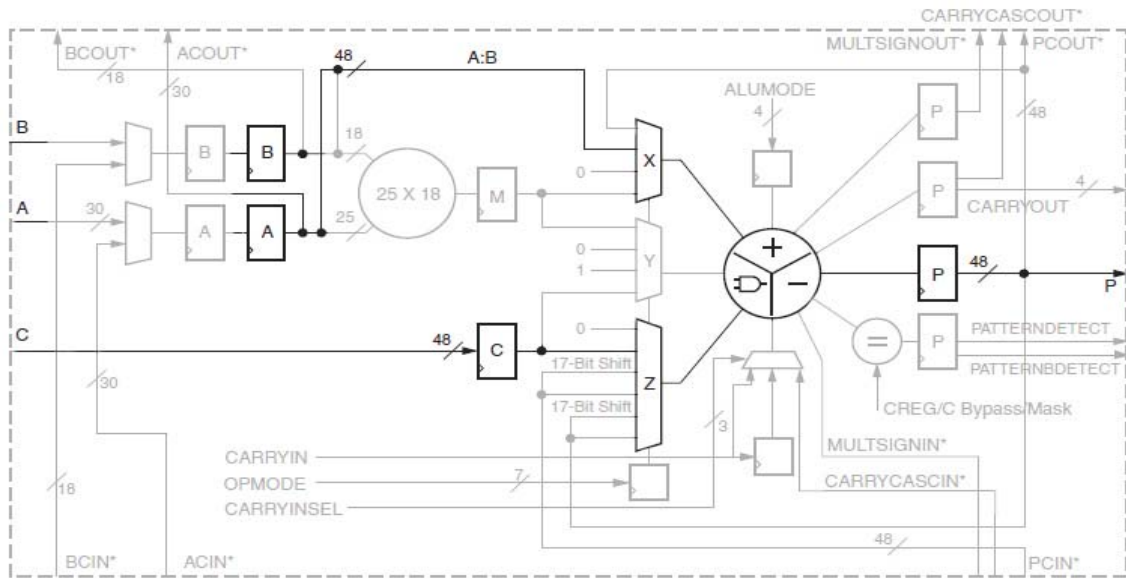 CARRYCASCOUT*
BCOUT* ACOUT* MULTSIGNOUT* PCOUT*
48 A:B
18
30
ALUMODE
4
48
B
B B
18
X
P
0
25 X 18
M
P
4
CARRYOUT
A
30
A A
25
0
Y
1
+
−
48
P
P
C
48
C
0
17-Bit Shift
Z
17-Bit Shift
=
P
PATTERNDETECT
PATTERNBDETECT
30
CREG/C Bypass/Mask
3
CARRYIN
MULTSIGNIN*
OPMODE
7
CARRYCASCIN*
CARRYINSEL
18
48
BCIN* ACIN* PCIN*